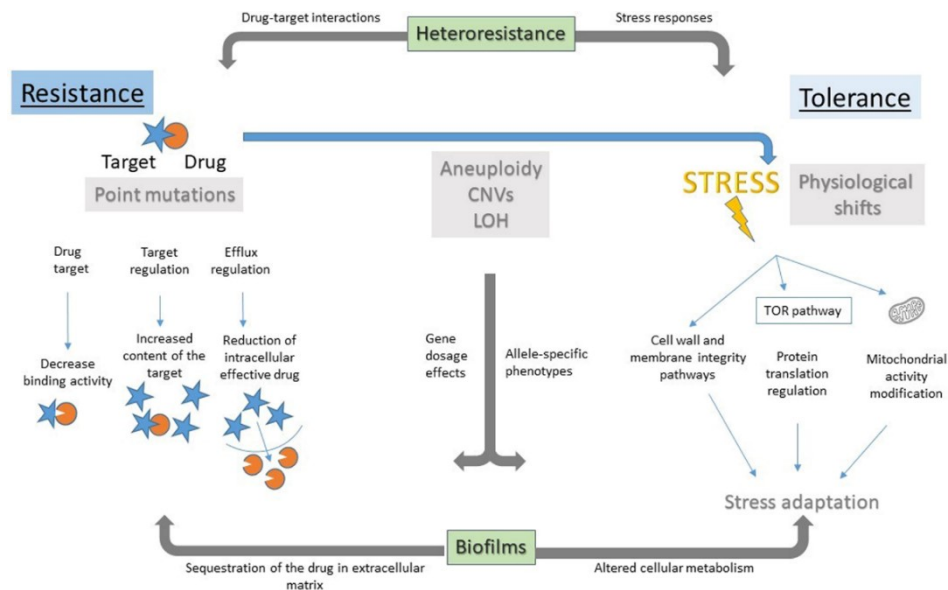 Drug-target interactions
Heteroresistance
Stress responses
Resistance
Tolerance
Target Drug
Point mutations
Aneuploidy
CNVs
LOH
STRESS
Physiological
shifts
Drug
target
Target
regulation
Efflux
regulation
TOR pathway
Decrease
binding activity
Increased
content of the
target
Reduction of
intracellular
effective drug
Gene
dosage
effects
Allele-specific
phenotypes
Cell wall and
membrane integrity
pathways
Protein
translation
regulation
Mitochondrial
activity
modification
Stress adaptation
Biofilms
Sequestration of the drug in extracellular
matrix
Altered cellular metabolism